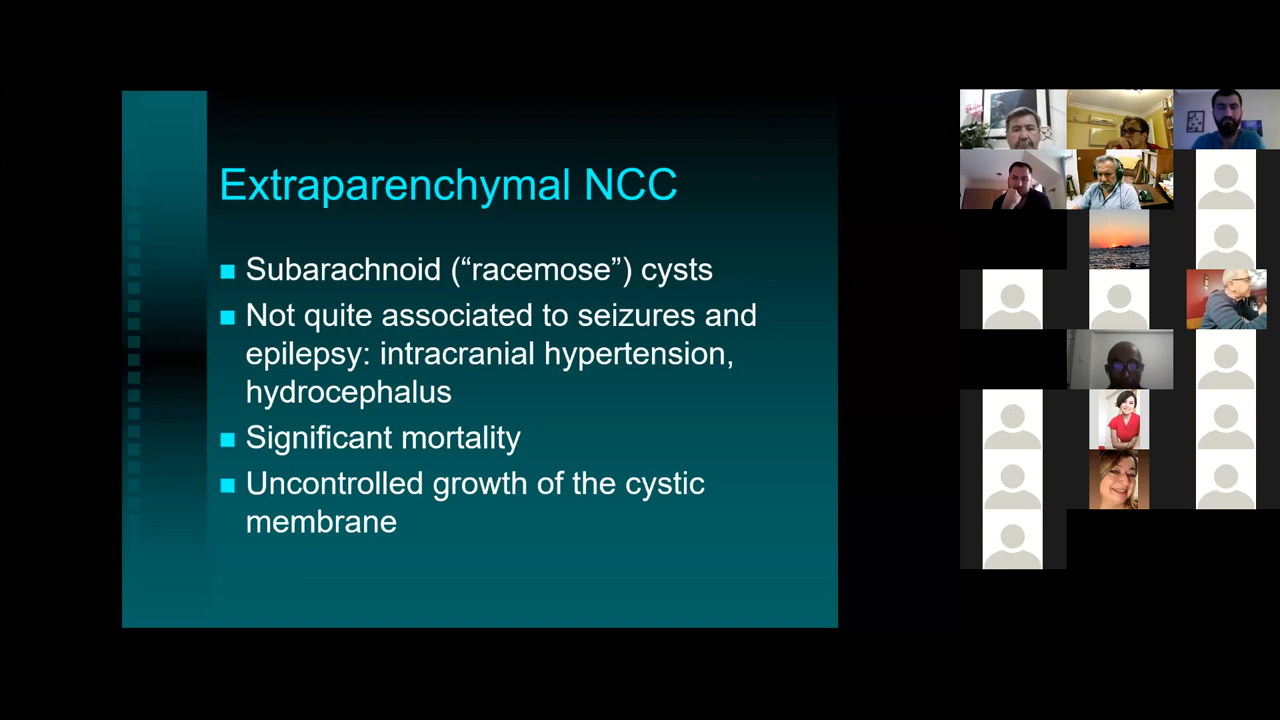 Extraparenchymal NCC
Subarachnoid (“racemose”) cysts
Not quite associated to seizures and
epilepsy: intracranial hypertension,
hydrocephalus
Significant mortality
Uncontrolled growth of the cystic
membrane